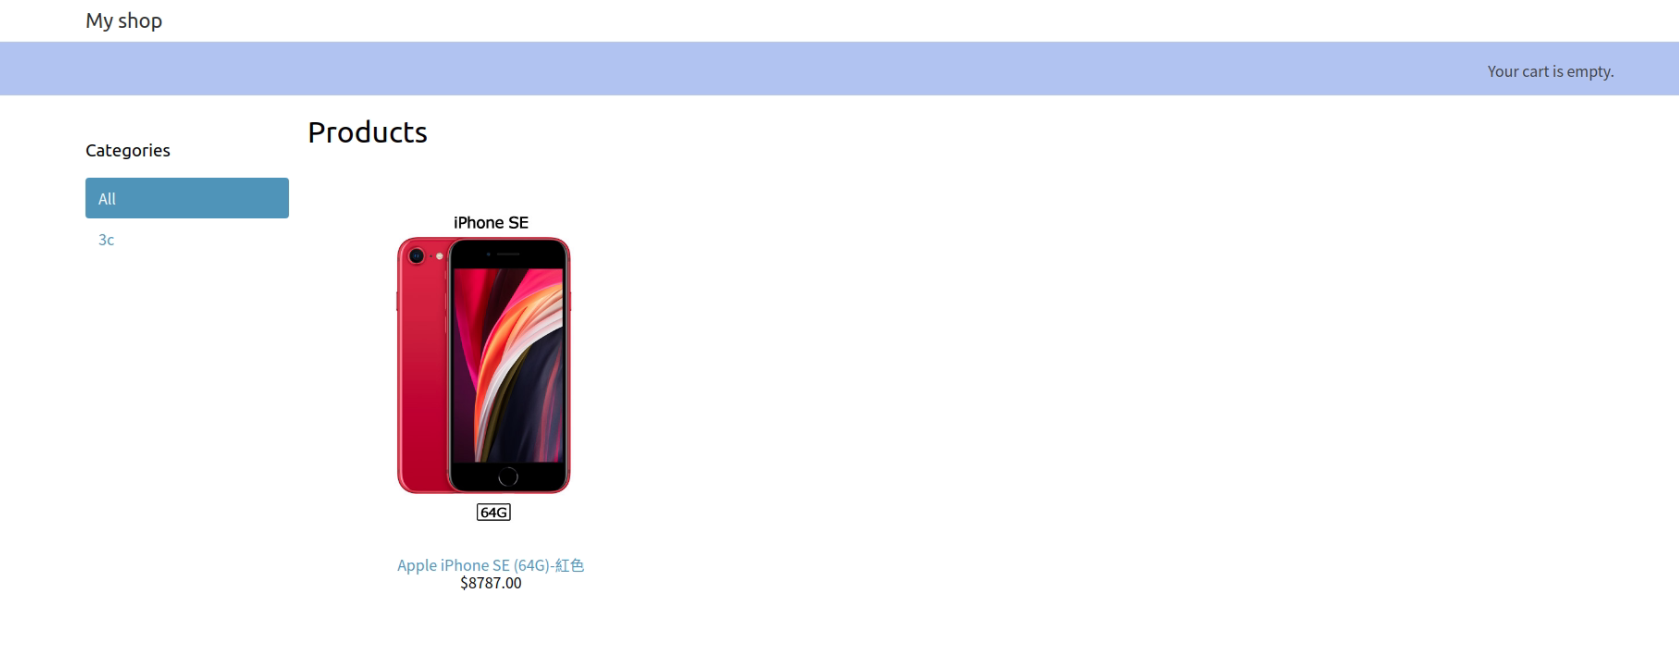 My shop
Your cart is empty.
Products
Categories
All
3c
iPhone SE
64G
Apple iPhone SE (64G)-紅色
$8787.00